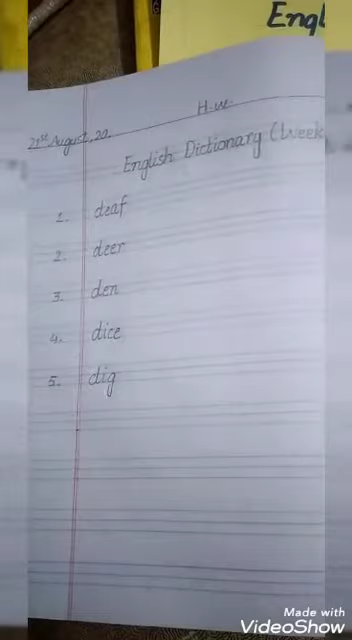 Engl
H.W.
21st August, 20.
English Dictionary (Week
1. deaf
2. deer
3. den
4. dice
5. dig
Made with
VideoShow